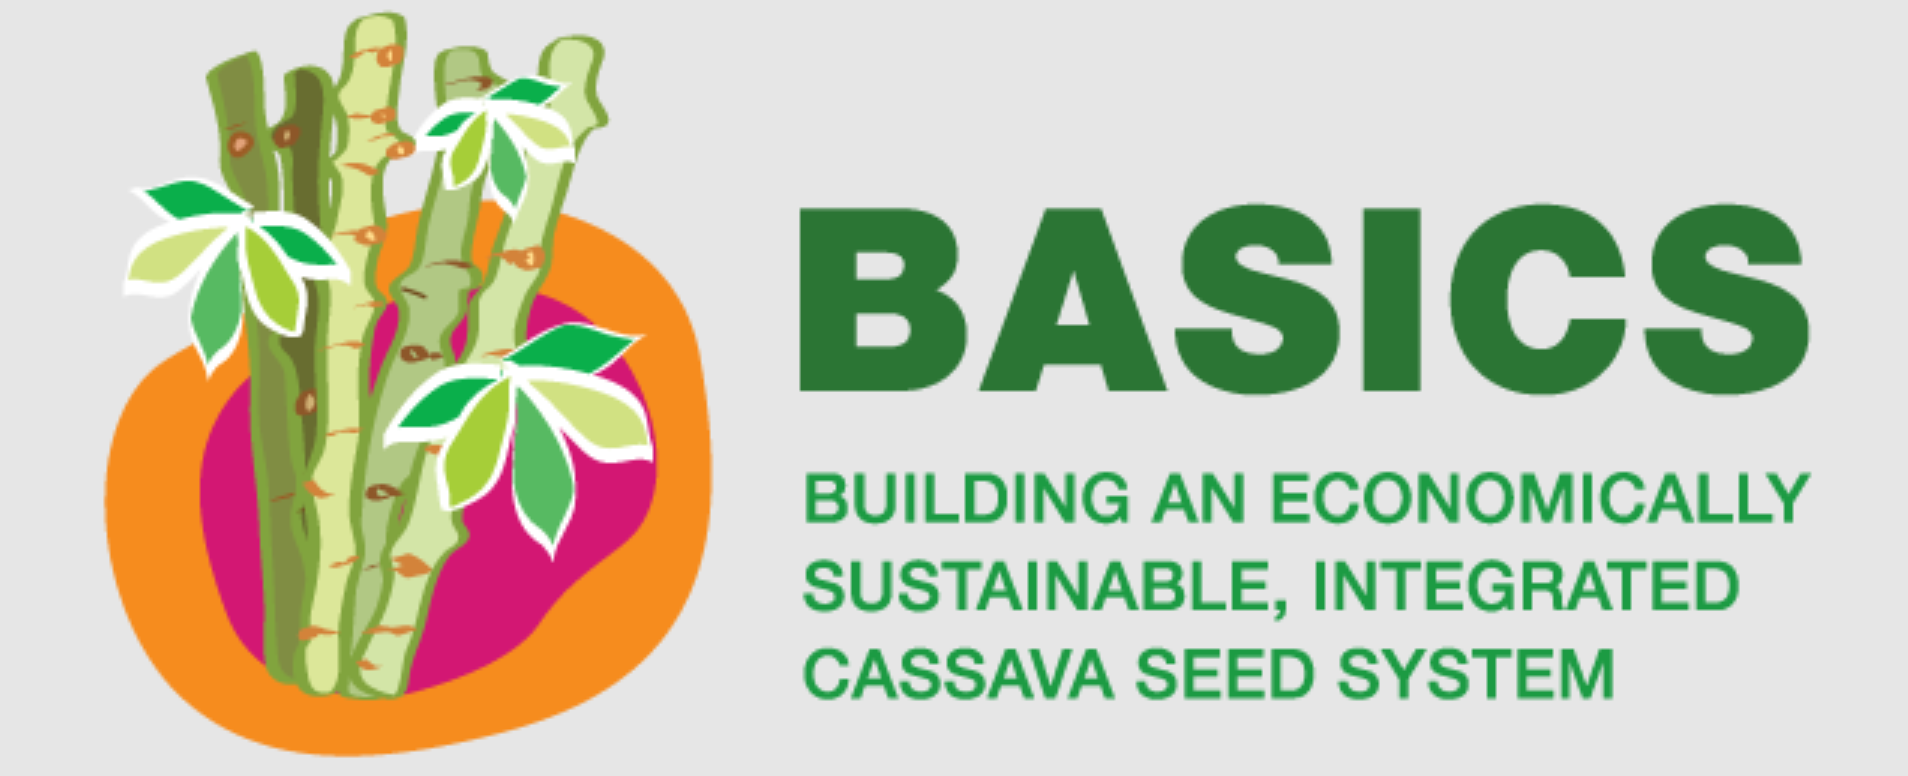 BASICS
BUILDING AN ECONOMICALLY
SUSTAINABLE, INTEGRATED
CASSAVA SEED SYSTEM